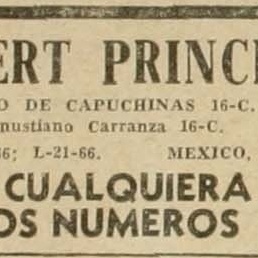 ERT PRINC
O DE CAPUCHINAS 16-C.
nustiano Carranza 16-C.
6; L-21-66. MEXICO,
CUALQUIERA
OS NUMEROS